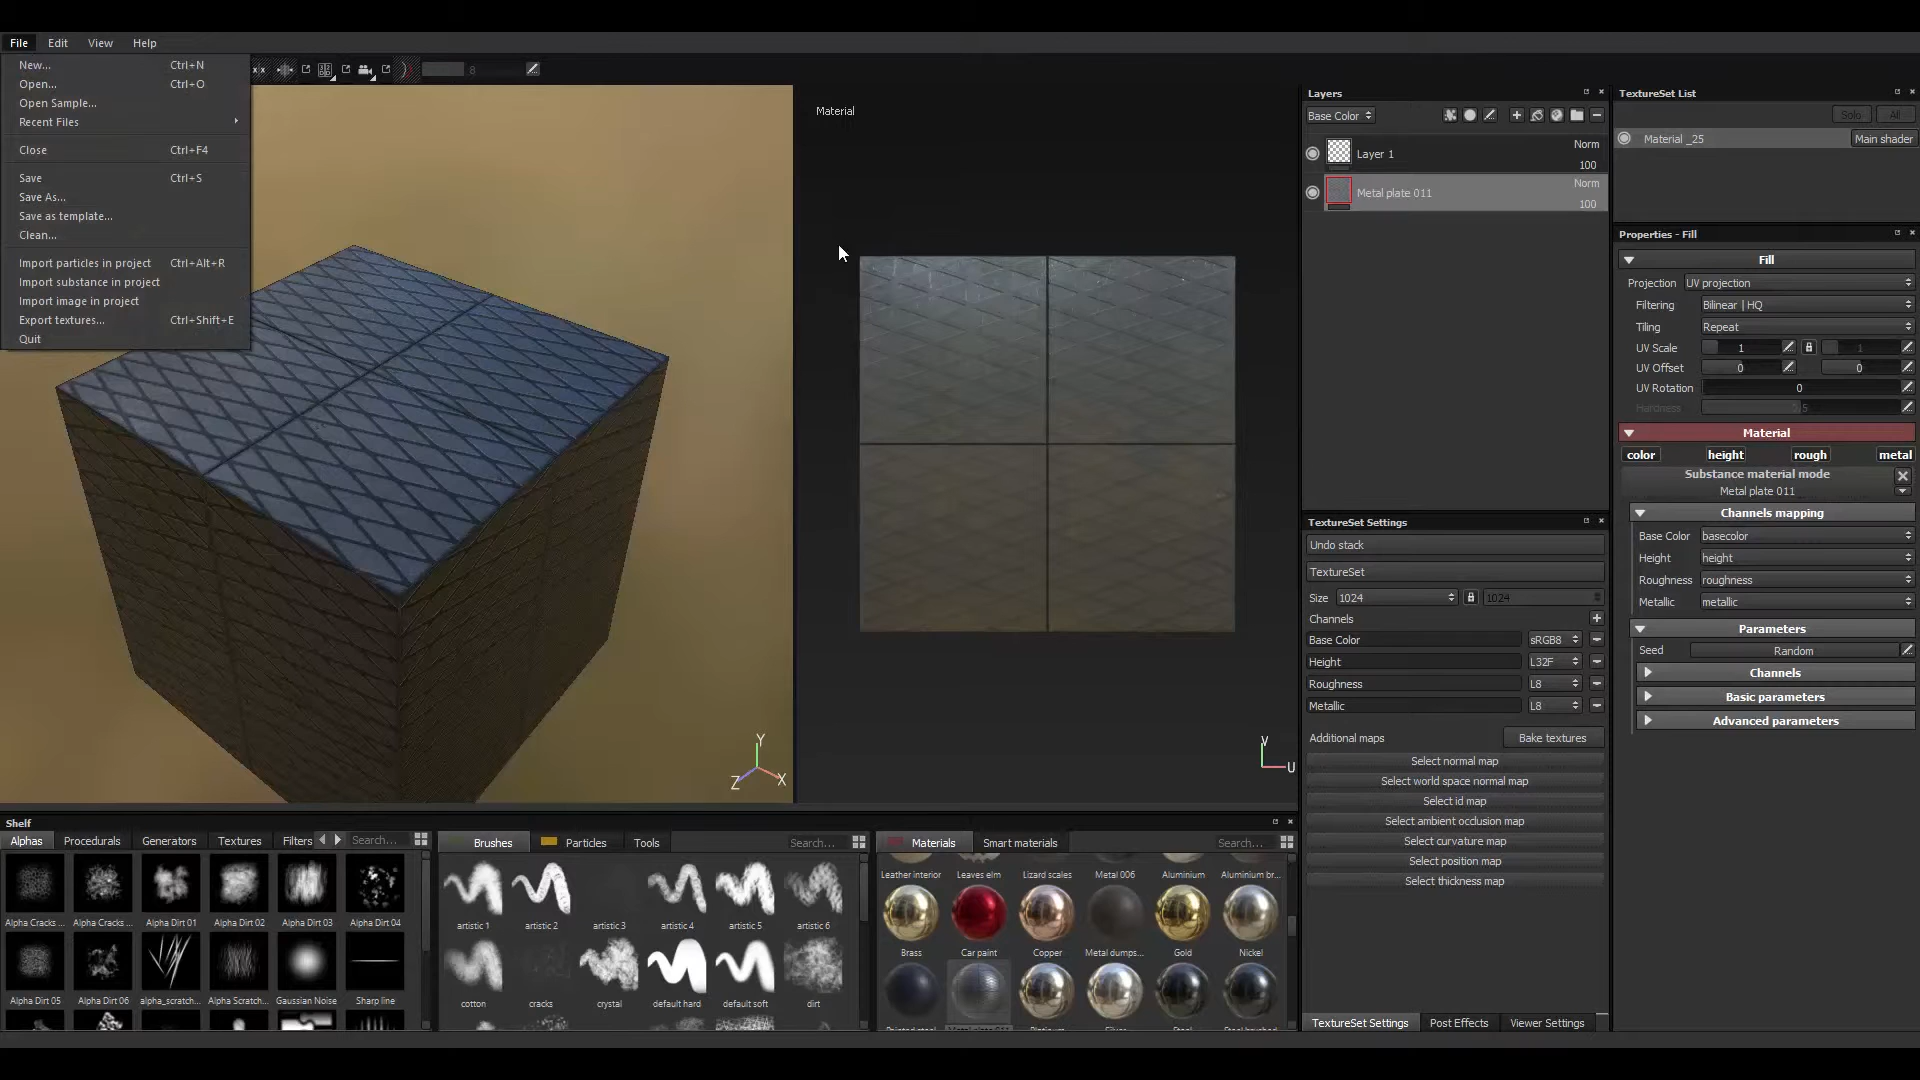 File Edit View Help
New... Ctrl+N
Open... Ctrl+O
Open Sample...
Recent Files
Close Ctrl+F4
Save Ctrl+S
Save As...
Save as template...
Clean...
Import particles in project Ctrl+Alt+R
Import substance in project
Import image in project
Export textures... Ctrl+Shift+E
Quit
8
Material
Y
Z
X
V
U
Layers
Base Color
Layer 1 Norm
100
Metal plate 011 Norm
100
TextureSet List
Solo All
Material _25 Main shader
Properties - Fill
Fill
Projection UV projection
Filtering Bilinear | HQ
Tiling Repeat
UV Scale 1 1
UV Offset 0 0
UV Rotation 0
Hardness
Material
color height rough metal
Substance material mode
Metal plate 011
Channels mapping
Base Color basecolor
Height height
Roughness roughness
Metallic metallic
Parameters
Seed Random
Channels
Basic parameters
Advanced parameters
TextureSet Settings
Undo stack
TextureSet
Size 1024 1024
Channels
Base Color sRGB8
Height L32F
Roughness L8
Metallic L8
Additional maps Bake textures
Select normal map
Select world space normal map
Select id map
Select ambient occlusion map
Select curvature map
Select position map
Select thickness map
TextureSet Settings Post Effects Viewer Settings
Shelf
Alphas Procedurals Generators Textures Filters Search...
Alpha Cracks ... Alpha Cracks ... Alpha Dirt 01 Alpha Dirt 02 Alpha Dirt 03 Alpha Dirt 04
Alpha Dirt 05 Alpha Dirt 06 alpha_scratch... Alpha Scratch... Gaussian Noise Sharp line
Brushes Particles Tools Search...
artistic 1 artistic 2 artistic 3 artistic 4 artistic 5 artistic 6
cotton cracks crystal default hard default soft dirt
Materials Smart materials Search...
Leather interior Leaves elm Lizard scales Metal 006 Aluminium Aluminium br...
Brass Car paint Copper Metal dumps... Gold Nickel